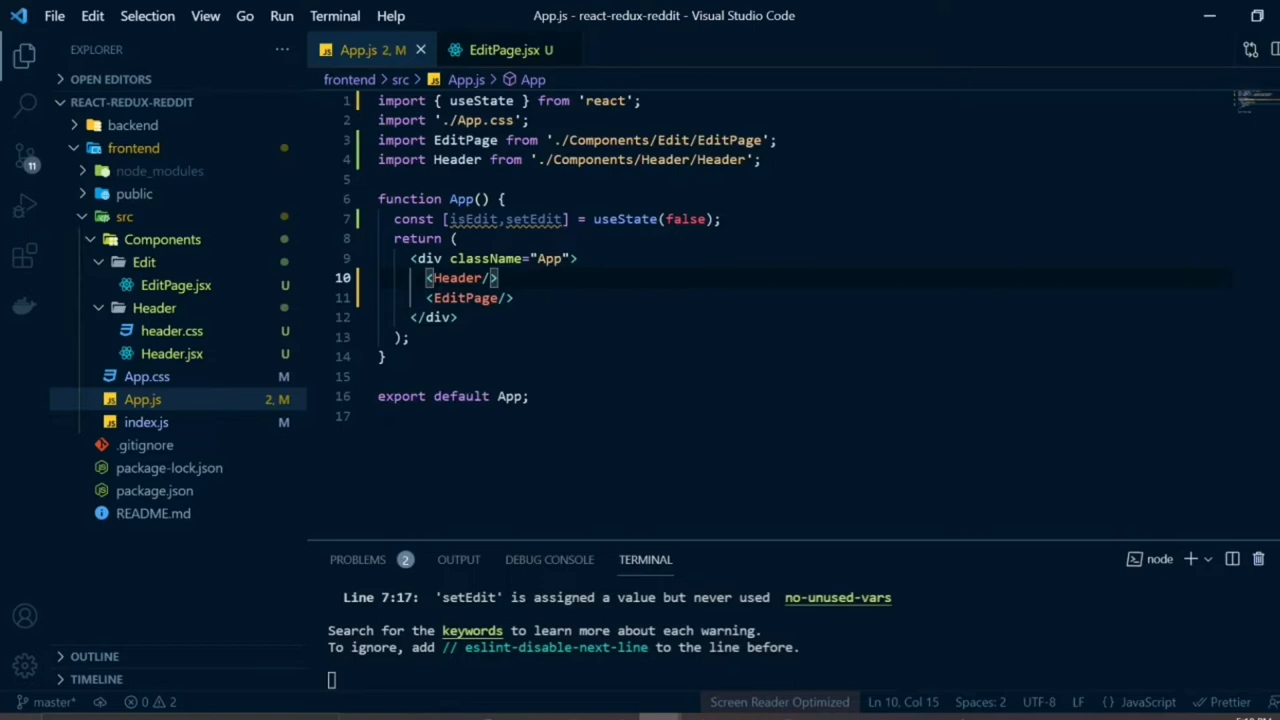 File Edit Selection View Go Run Terminal Help
App.js - react-redux-reddit - Visual Studio Code
EXPLORER
OPEN EDITORS
REACT-REDUX-REDDIT
backend
frontend
node_modules
public
src
Components
Edit
EditPage.jsx U
Header
header.css U
Header.jsx U
App.css M
App.js 2, M
index.js M
.gitignore
package-lock.json
package.json
README.md
OUTLINE
TIMELINE
11
JS App.js 2, M EditPage.jsx U
frontend > src > JS App.js > App
1 import { useState } from 'react';
2 import './App.css';
3 import EditPage from './Components/Edit/EditPage';
4 import Header from './Components/Header/Header';
5
6 function App() {
7 const [isEdit,setEdit] = useState(false);
8 return (
9 <div className="App">
10 <Header/>
11 <EditPage/>
12 </div>
13 );
14 }
15
16 export default App;
17
PROBLEMS 2 OUTPUT DEBUG CONSOLE TERMINAL node
Line 7:17: 'setEdit' is assigned a value but never used no-unused-vars
Search for the keywords to learn more about each warning.
To ignore, add // eslint-disable-next-line to the line before.
master* 0 2 Screen Reader Optimized Ln 10, Col 15 Spaces: 2 UTF-8 LF {} JavaScript Prettier